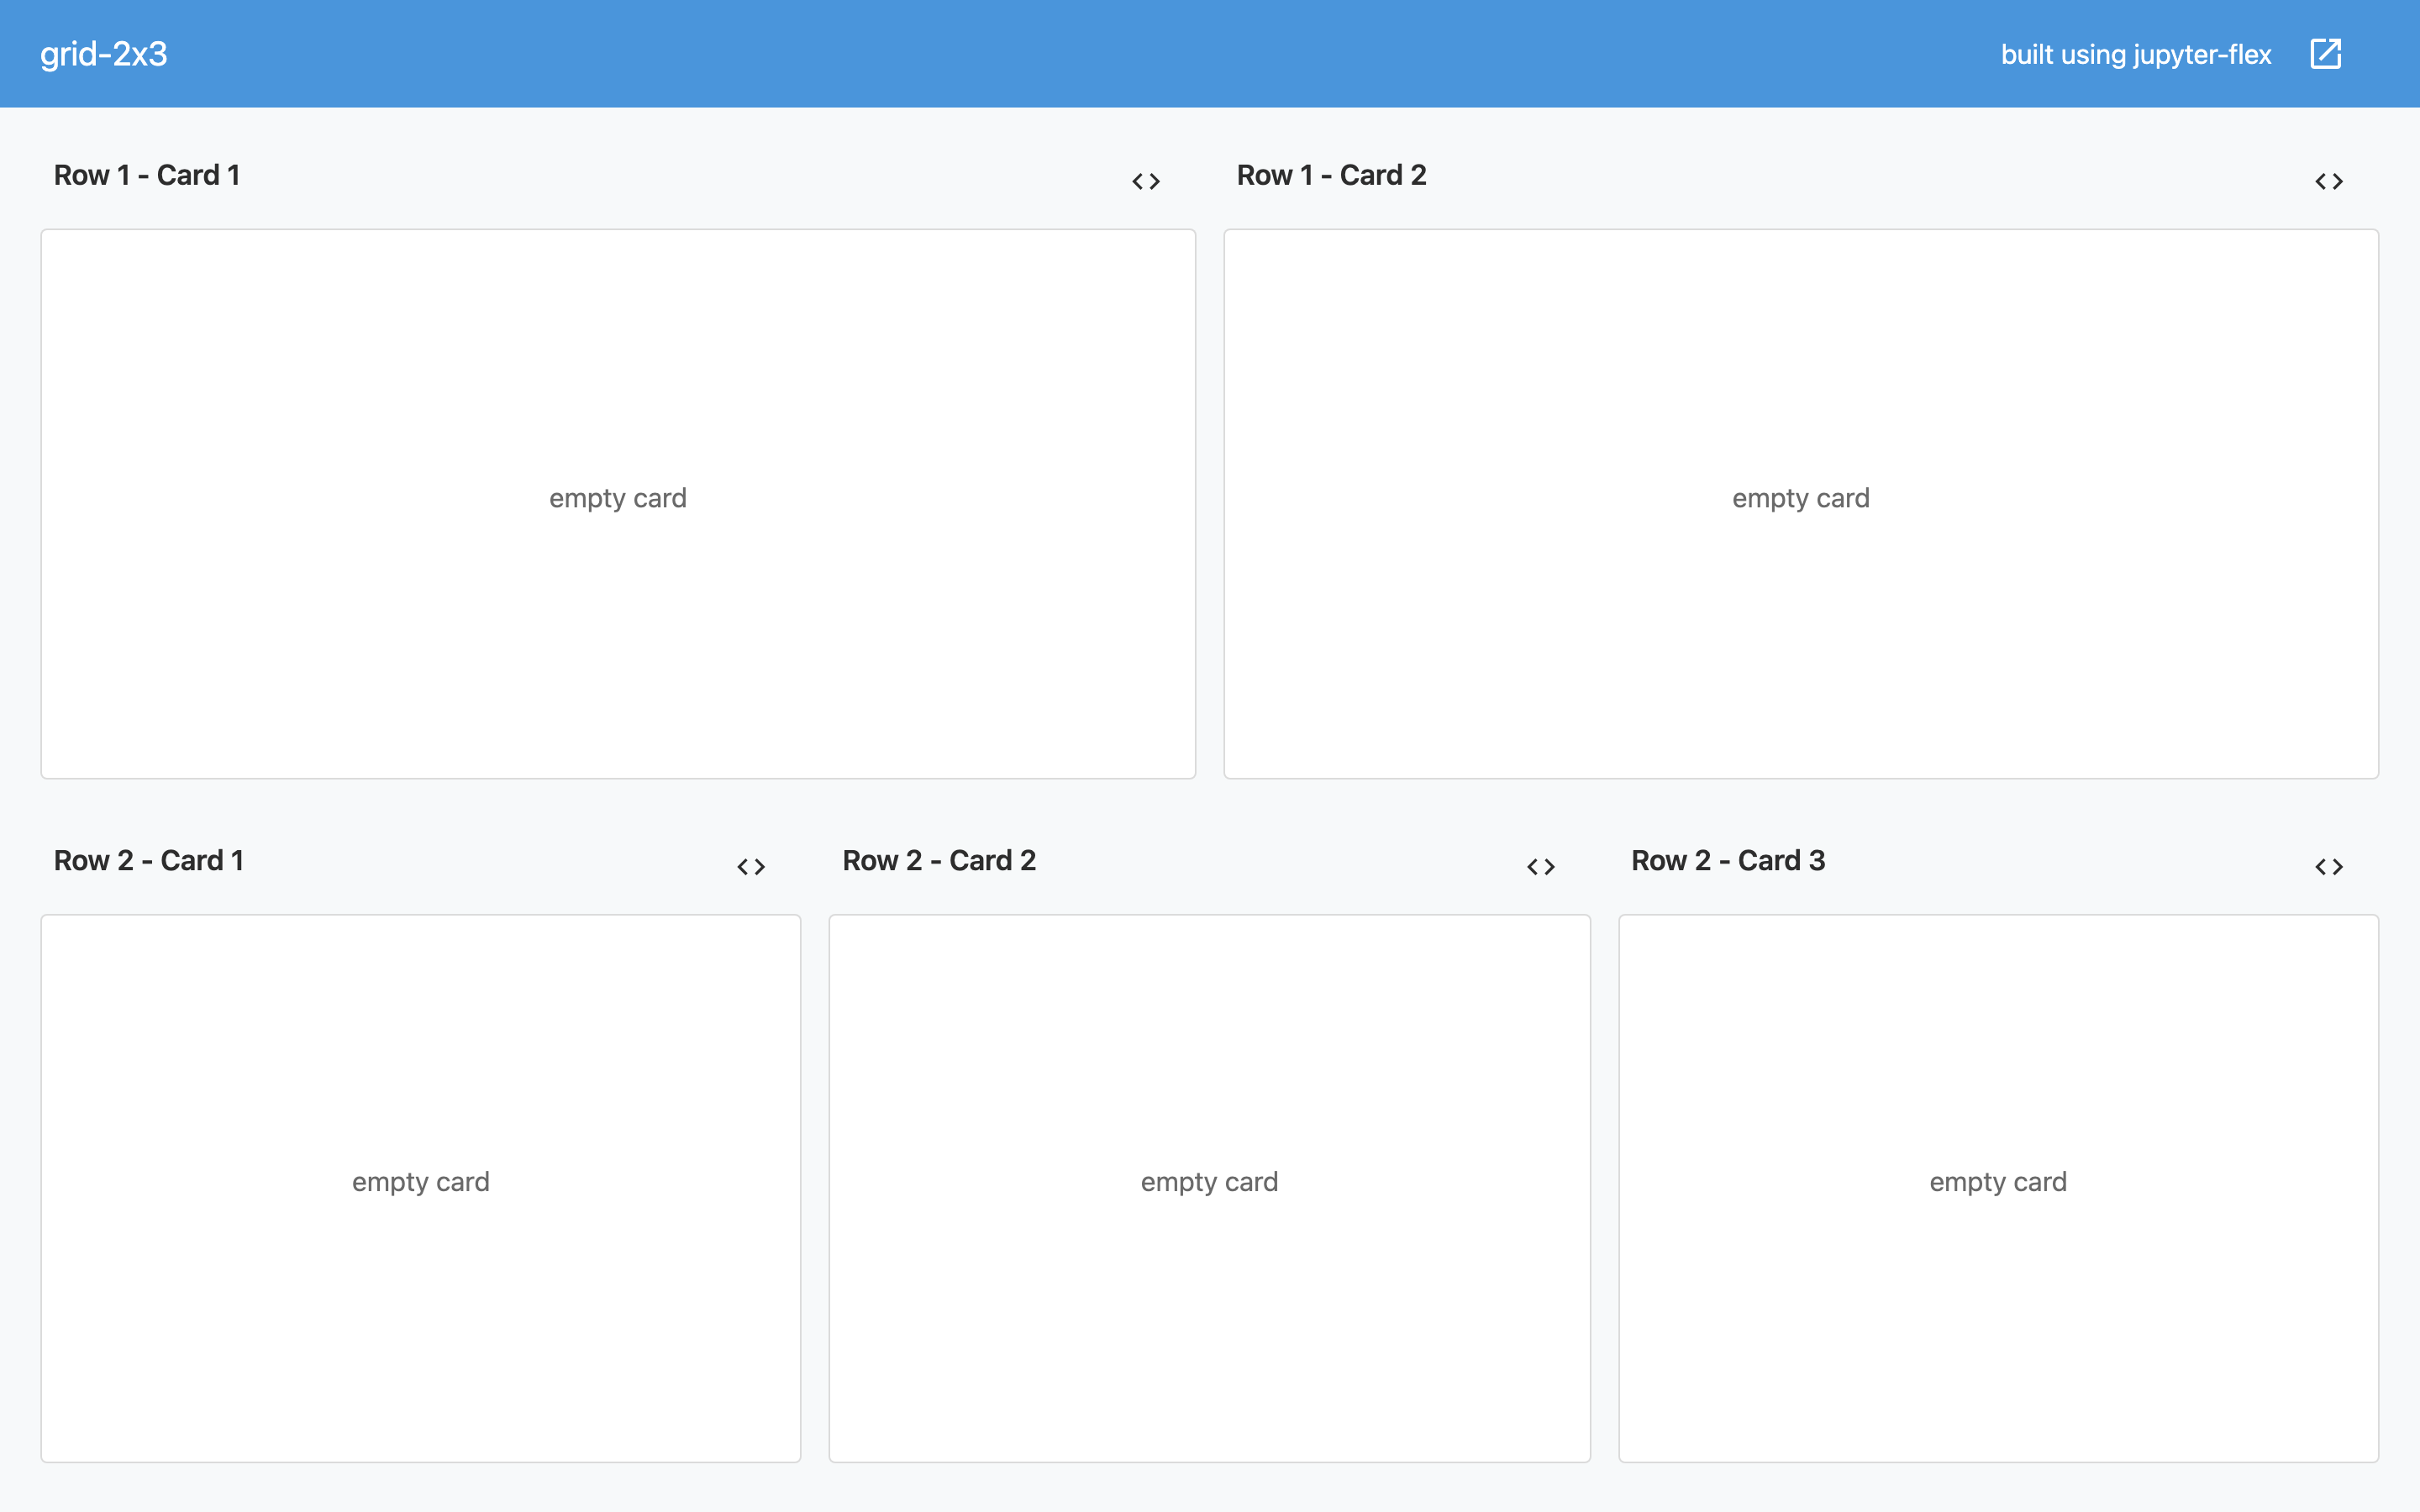 grid-2x3
built using jupyter-flex
Row 1 - Card 1
Row 1 - Card 2
empty card
empty card
Row 2 - Card 1
Row 2 - Card 2
Row 2 - Card 3
empty card
empty card
empty card